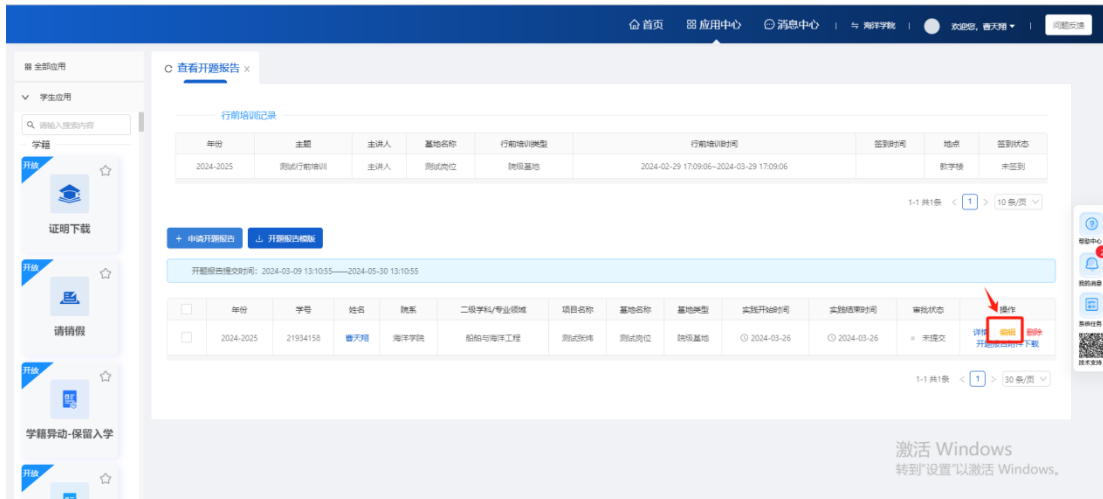 首页 应用中心 消息中心 海洋学院 欢迎您, 曹天翔 问题反馈
全部应用
查看开题报告 ×
学生应用
行前培训记录
请输入搜索内容
学籍
年份 主题 主讲人 基地名称 行前培训类型 行前培训时间 签到时间 地点 签到状态
2024-2025 测试行前培训 主讲人 测试岗位 院级基地 2024-02-29 17:09:06~2024-03-29 17:09:06 教学楼 未签到
开放
1-1 共1条 < 1 > 10 条/页
证明下载
+ 申请开题报告 开题报告模版
帮助中心
开放
开题报告提交时间: 2024-03-09 13:10:55——2024-05-30 13:10:55
我的消息
年份 学号 姓名 院系 二级学科/专业领域 项目名称 基地名称 基地类型 实践开始时间 实践结束时间 审批状态 操作
系统任务
请销假
2024-2025 21934158 曹天翔 海洋学院 船舶与海洋工程 测试张炜 测试岗位 院级基地 2024-03-26 2024-03-26 未提交 详情 编辑 删除
开题报告附件下载
技术支持
开放
1-1 共1条 < 1 > 30 条/页
学籍异动-保留入学
激活 Windows
转到"设置"以激活 Windows。
开放